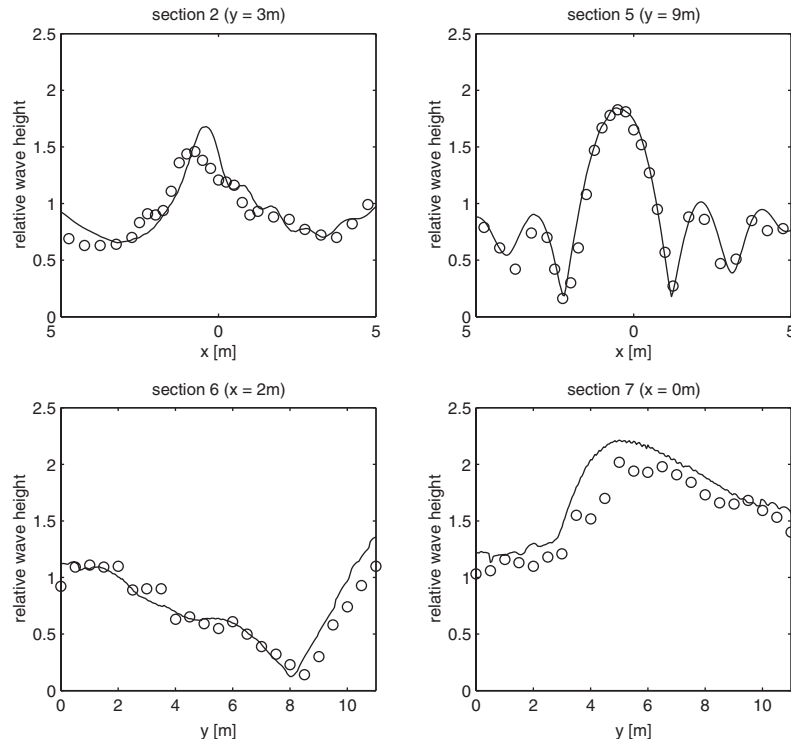 section 2 (y = 3m)
2.5
2
1.5
1
0.5
0
relative wave height
5
0
5
x [m]
section 5 (y = 9m)
2.5
2
1.5
1
0.5
0
relative wave height
5
0
5
x [m]
section 6 (x = 2m)
2.5
2
1.5
1
0.5
0
relative wave height
0 2 4 6 8 10
y [m]
section 7 (x = 0m)
2.5
2
1.5
1
0.5
0
relative wave height
0 2 4 6 8 10
y [m]